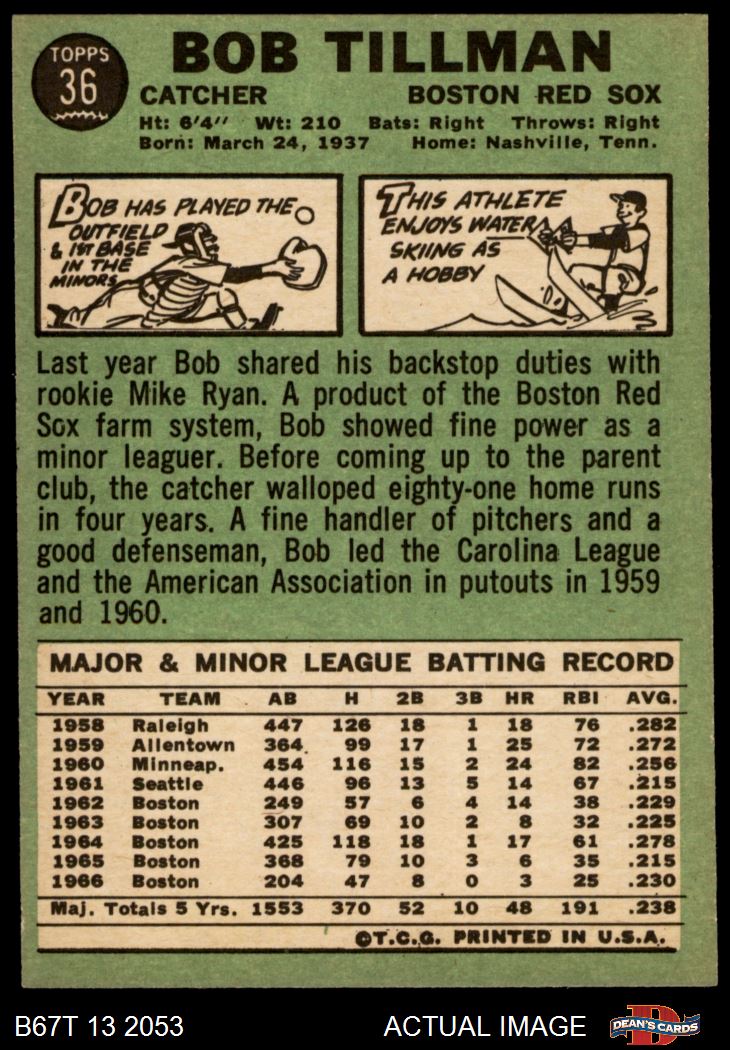 TOPPS
36
BOB TILLMAN
CATCHER BOSTON RED SOX
Ht: 6'4" Wt: 210 Bats: Right Throws: Right
Born: March 24, 1937 Home: Nashville, Tenn.
BOB HAS PLAYED THE
OUTFIELD
& 1ST BASE
IN THE
MINORS
THIS ATHLETE
ENJOYS WATER
SKIING AS
A HOBBY
Last year Bob shared his backstop duties with
rookie Mike Ryan. A product of the Boston Red
Sox farm system, Bob showed fine power as a
minor leaguer. Before coming up to the parent
club, the catcher walloped eighty-one home runs
in four years. A fine handler of pitchers and a
good defenseman, Bob led the Carolina League
and the American Association in putouts in 1959
and 1960.
MAJOR & MINOR LEAGUE BATTING RECORD
YEAR TEAM AB H 2B 3B HR RBI AVG.
1958 Raleigh 447 126 18 1 18 76 .282
1959 Allentown 364 99 17 1 25 72 .272
1960 Minneap. 454 116 15 2 24 82 .256
1961 Seattle 446 96 13 5 14 67 .215
1962 Boston 249 57 6 4 14 38 .229
1963 Boston 307 69 10 2 8 32 .225
1964 Boston 425 118 18 1 17 61 .278
1965 Boston 368 79 10 3 6 35 .215
1966 Boston 204 47 8 0 3 25 .230
Maj. Totals 5 Yrs. 1553 370 52 10 48 191 .238
©T.C.G. PRINTED IN U.S.A.
B67T 13 2053 ACTUAL IMAGE
DEAN'S CARDS